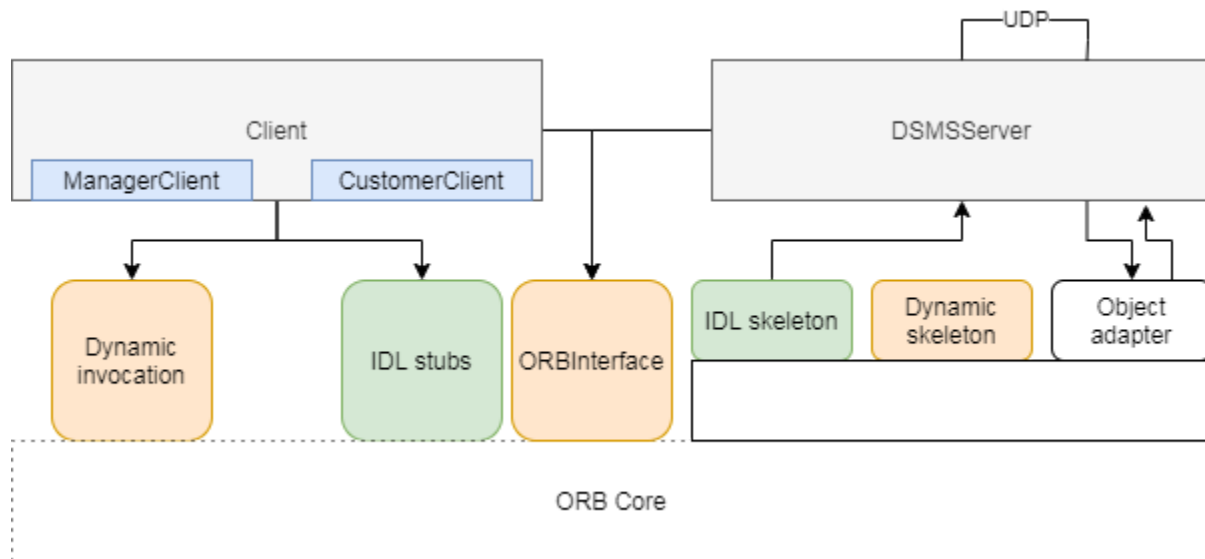 UDP
Client
DSMSServer
ManagerClient
CustomerClient
Dynamic
invocation
IDL stubs
ORBInterface
IDL skeleton
Dynamic
skeleton
Object
adapter
ORB Core